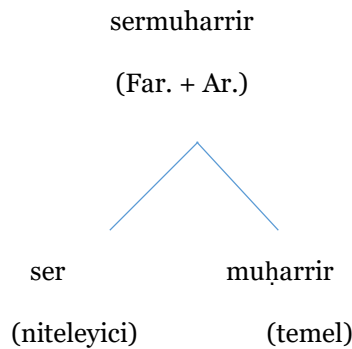 sermuharrir
(Far. + Ar.)
ser muḥarrir
(niteleyici) (temel)